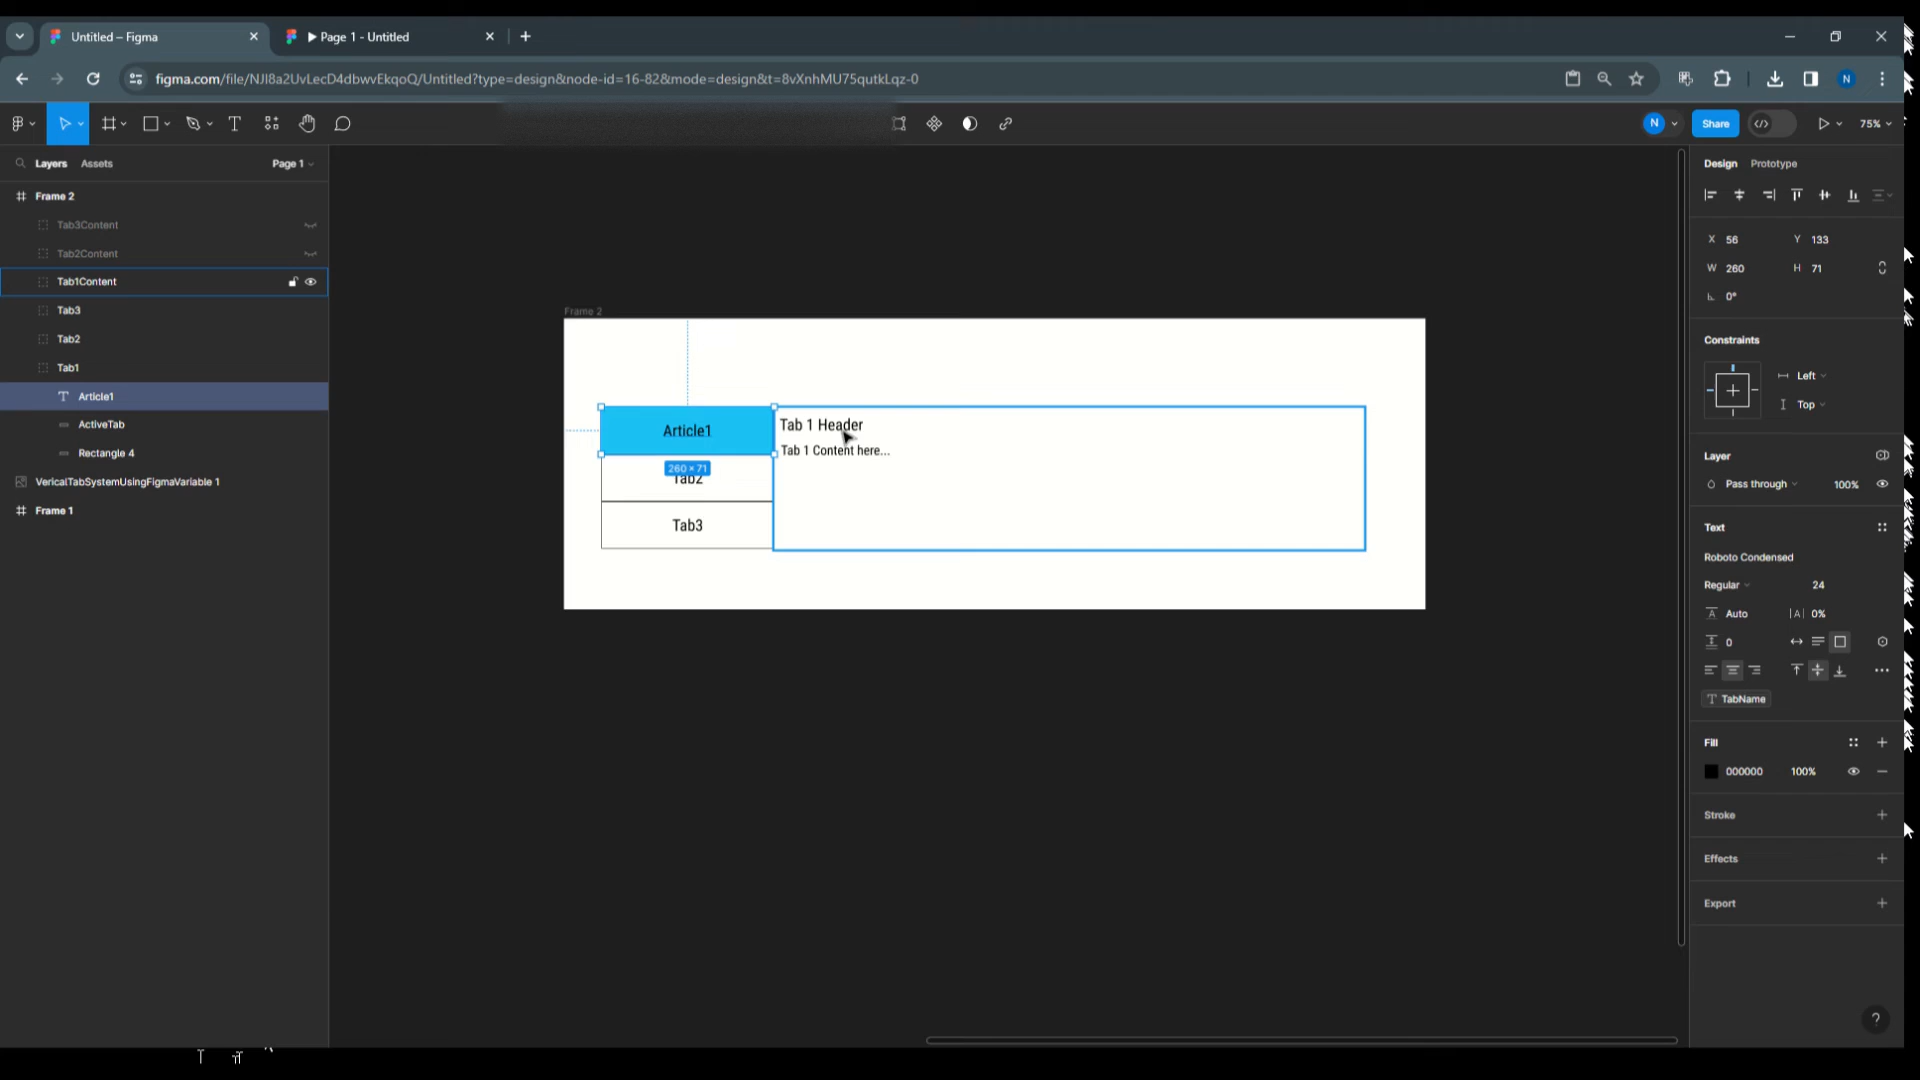 Untitled – Figma
Page 1 - Untitled
figma.com/file/NJI8a2UvLecD4dbwvEkqoQ/Untitled?type=design&node-id=16-82&mode=design&t=8vXnhMU75qutkLqz-0
N
N
Share
75%
Layers
Assets
Page 1
Design
Prototype
Frame 2
Tab3Content
Tab2Content
Tab1Content
Tab3
Tab2
Tab1
Article1
ActiveTab
Rectangle 4
VericalTabSystemUsingFigmaVariable 1
Frame 1
Frame 2
Article1
Tab 1 Header
Tab 1 Content here...
260 × 71
Tab2
Tab3
X 56
Y 133
W 260
H 71
0°
Constraints
Left
Top
Layer
Pass through
100%
Text
Roboto Condensed
Regular
24
Auto
|A| 0%
0
TabName
Fill
000000
100%
Stroke
Effects
Export
?